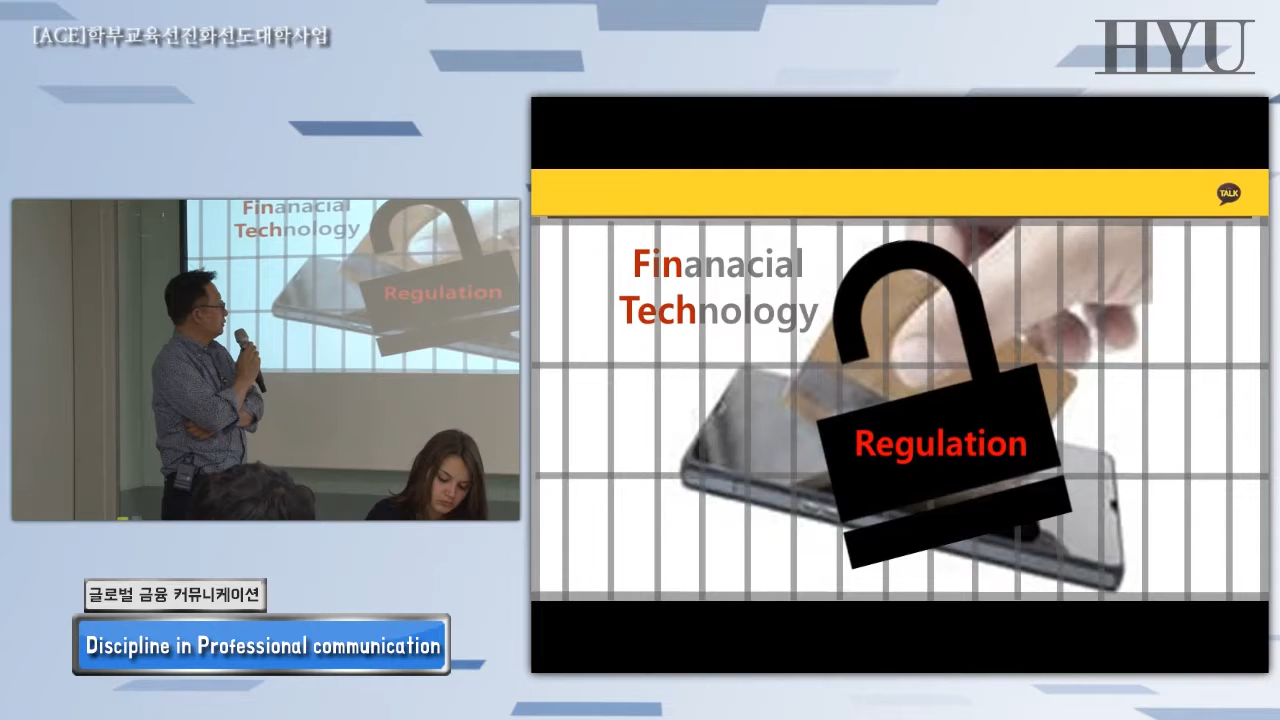 [ACE]학부교육선진화선도대학사업
HYU
Finanacial
Technology
Regulation
TALK
Finanacial
Technology
Regulation
글로벌 금융 커뮤니케이션
Discipline in Professional communication